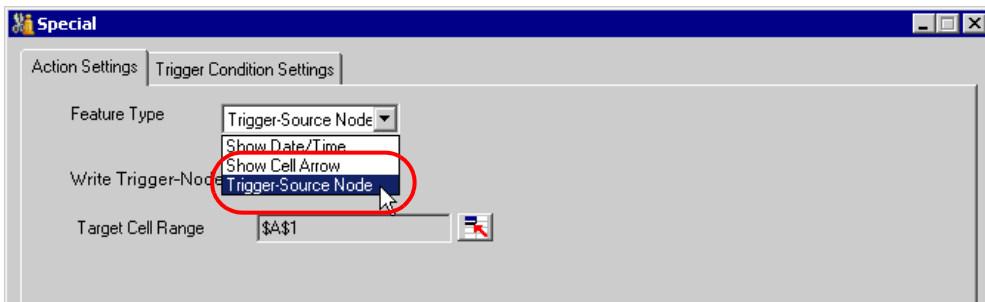 Special
Action Settings Trigger Condition Settings
Feature Type Trigger-Source Node
Show Date/Time
Show Cell Arrow
Write Trigger-Node Trigger-Source Node
Target Cell Range $A$1